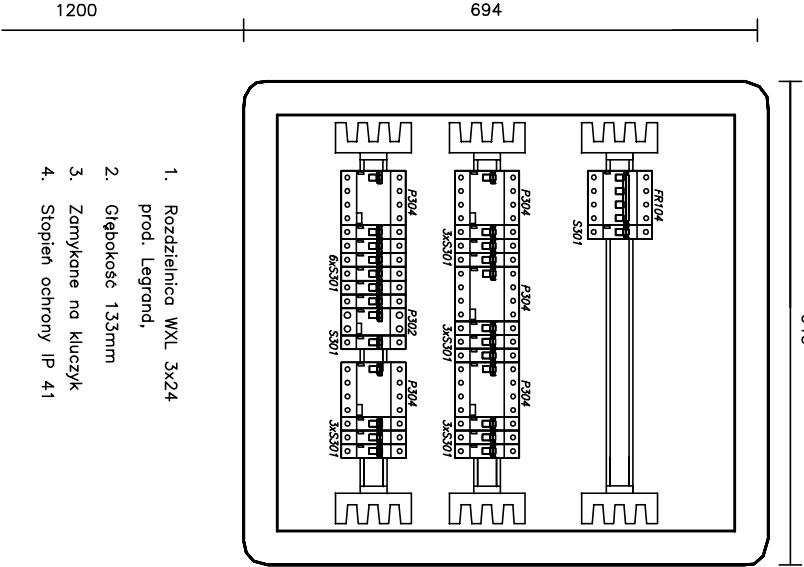 1200
694
FR104
S301
P304
3xS301
P304
3xS301
P304
3xS301
P304
6xS301
P302
S301
P304
3xS301
1. Rozdzielnica WXL 3x24
prod. Legrand,
2. Głębokość 133mm
3. Zamykane na kluczyk
4. Stopień ochrony IP 41